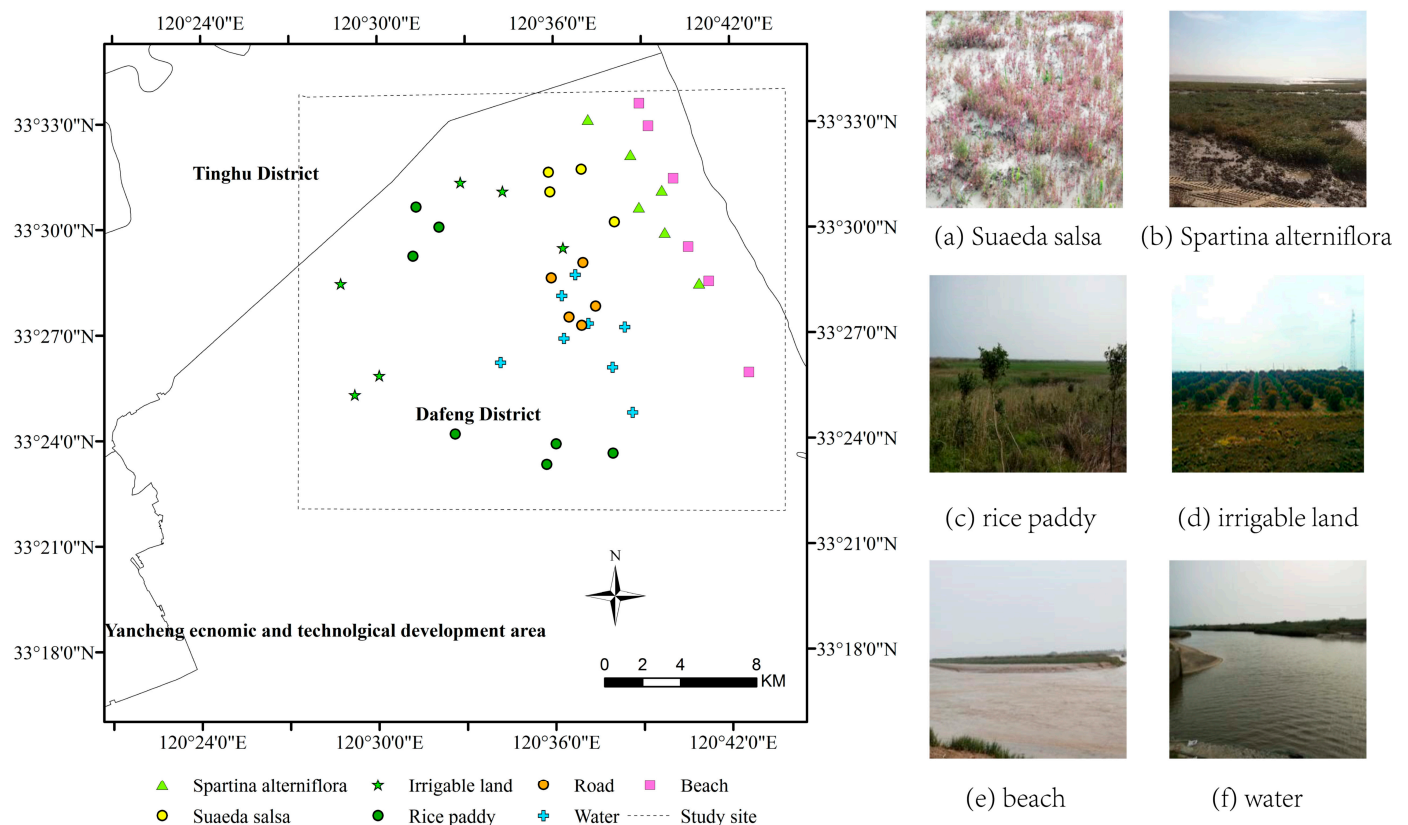 120°24'0"E 120°30'0"E 120°36'0"E 120°42'0"E
33°33'0"N 33°33'0"N
Tinghu District
33°30'0"N 33°30'0"N
33°27'0"N 33°27'0"N
Dafeng District
33°24'0"N 33°24'0"N
33°21'0"N 33°21'0"N
N
Yancheng ecnomic and technolgical development area
33°18'0"N 33°18'0"N
0 2 4 8
KM
120°24'0"E 120°30'0"E 120°36'0"E 120°42'0"E
Spartina alterniflora Irrigable land Road Beach
Suaeda salsa Rice paddy Water Study site
(a) Suaeda salsa (b) Spartina alterniflora
(c) rice paddy (d) irrigable land
(e) beach (f) water